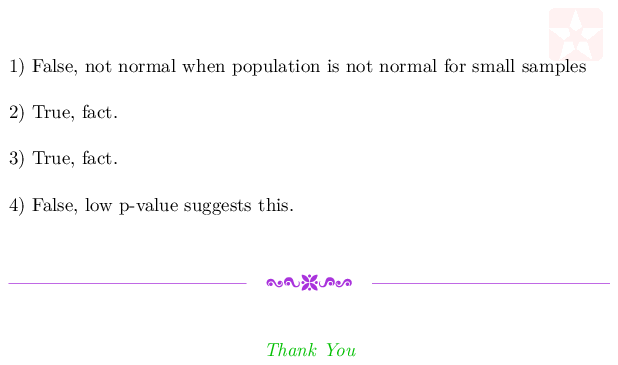 1) False, not normal when population is not normal for small samples
2) True, fact.
3) True, fact.
4) False, low p-value suggests this.
Thank You